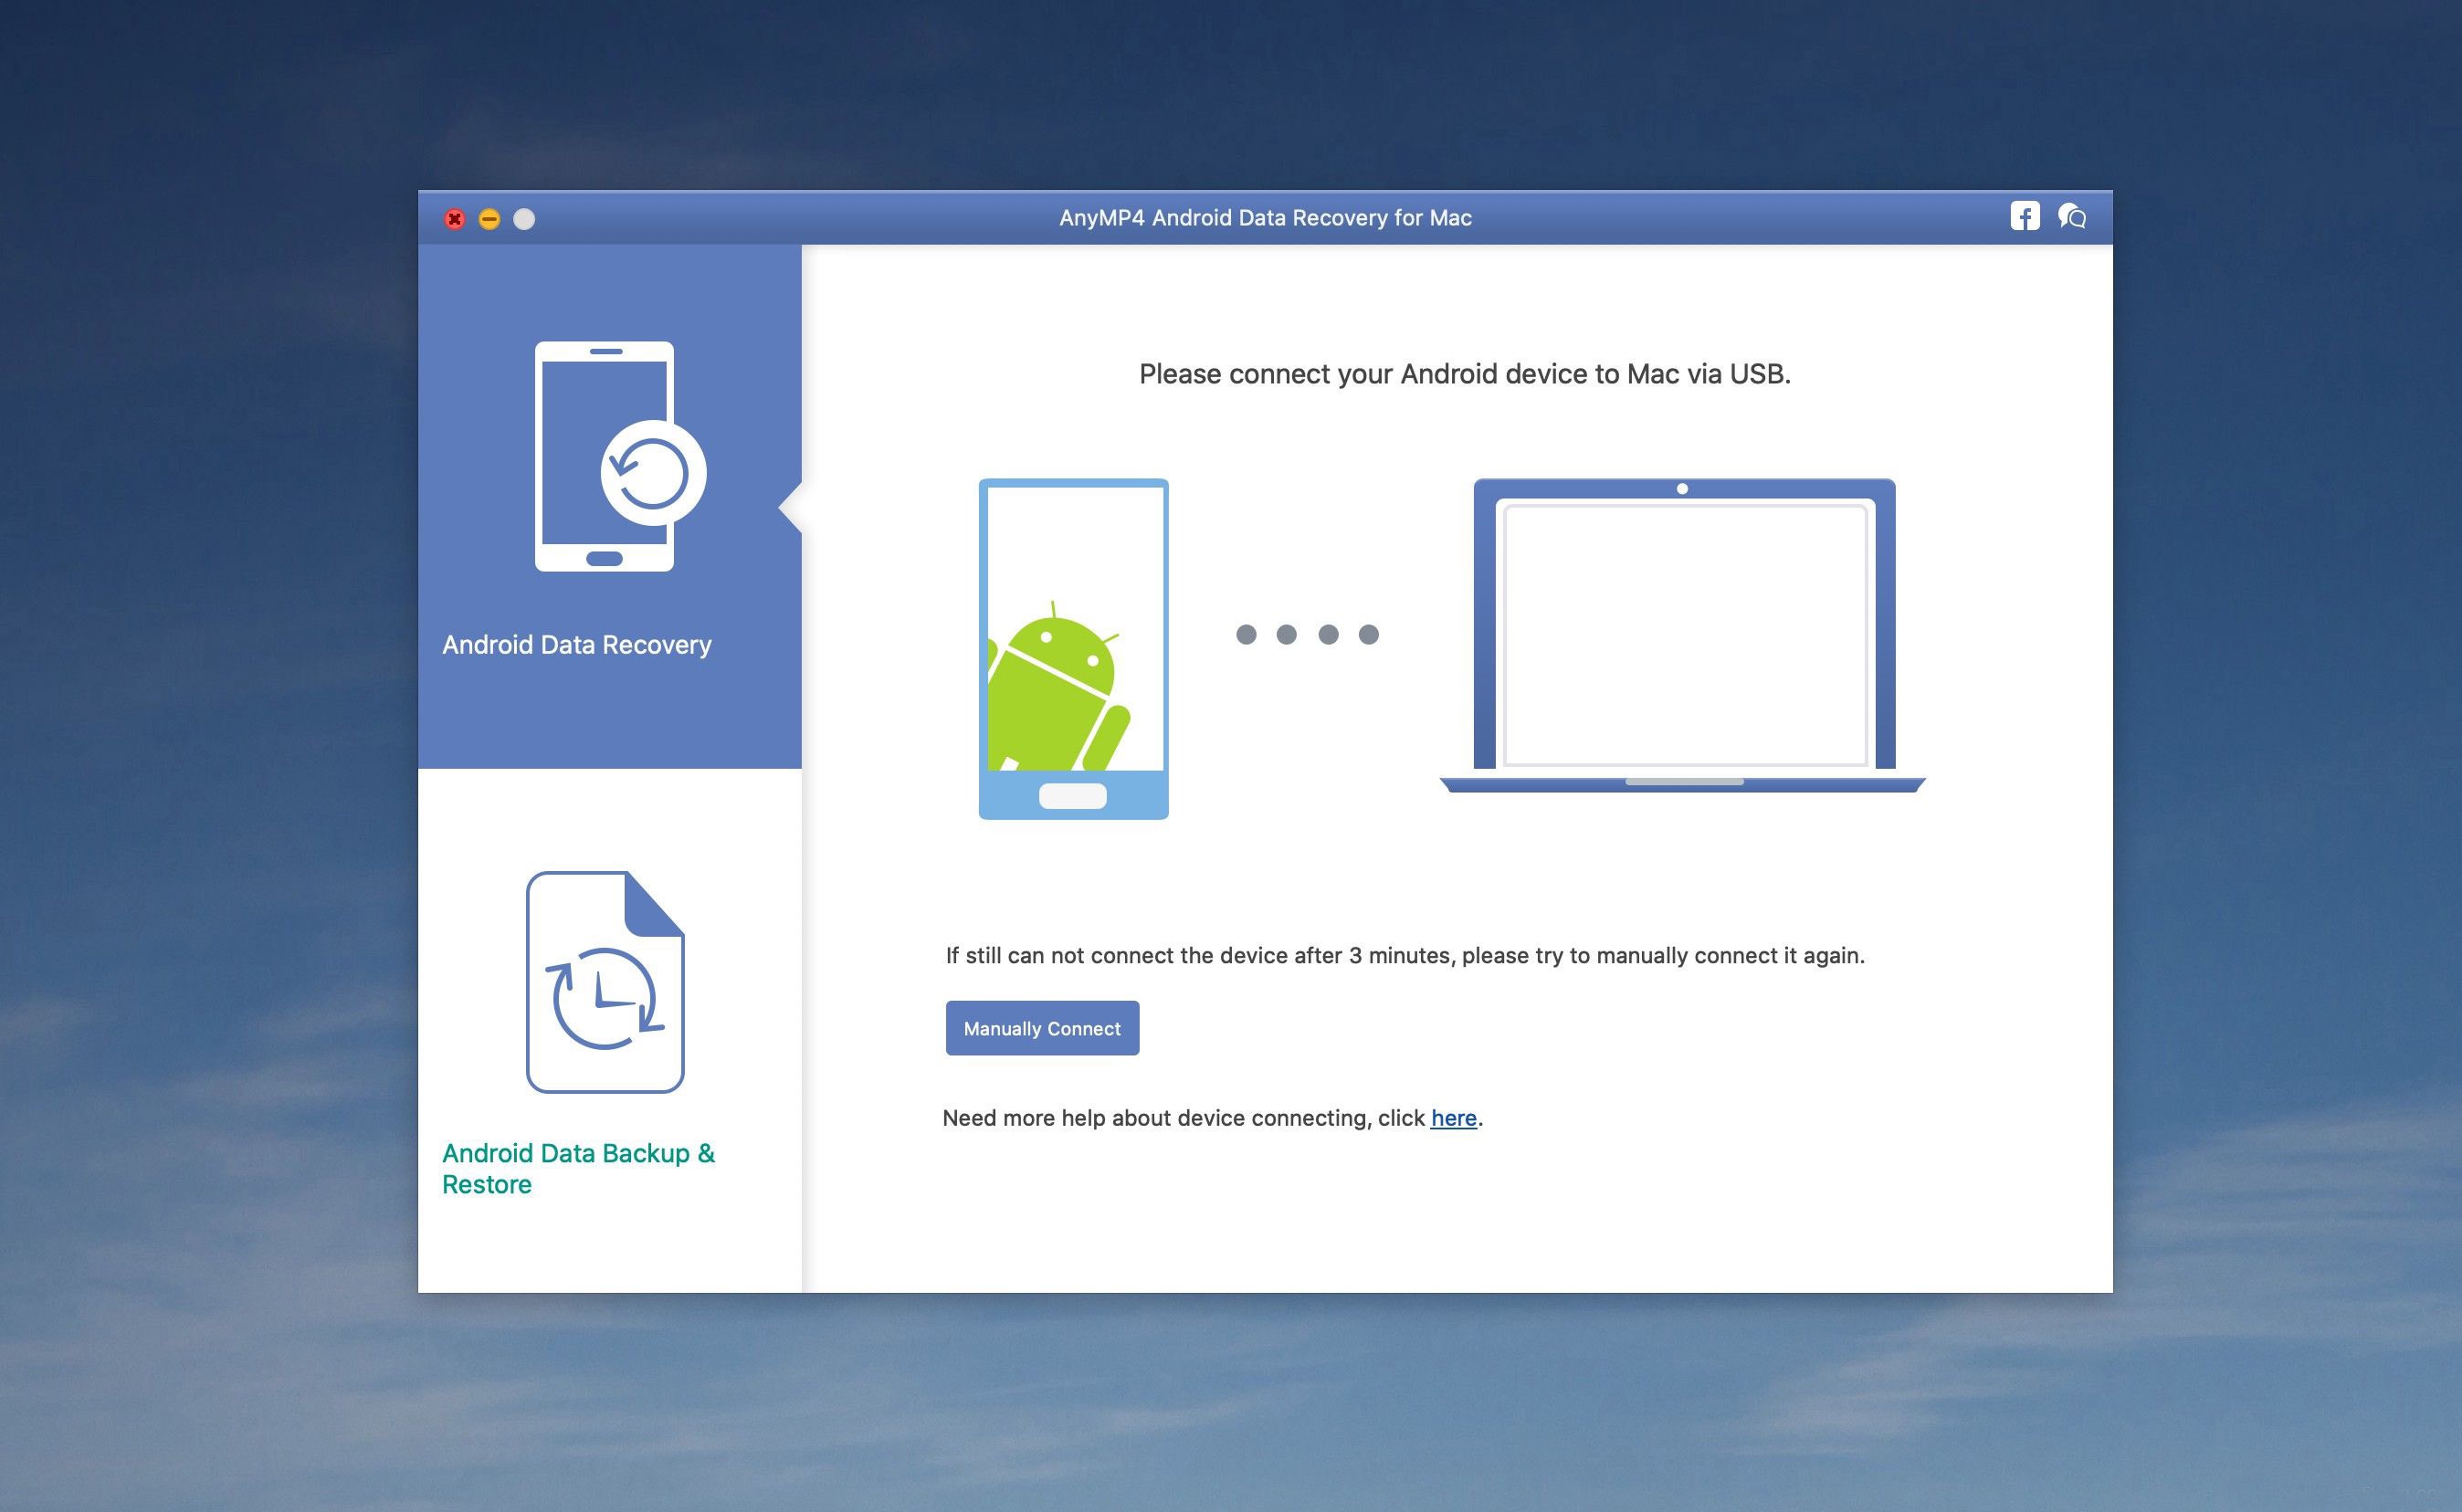 AnyMP4 Android Data Recovery for Mac
Android Data Recovery
Please connect your Android device to Mac via USB.
If still can not connect the device after 3 minutes, please try to manually connect it again.
Manually Connect
Need more help about device connecting, click here.
Android Data Backup &
Restore